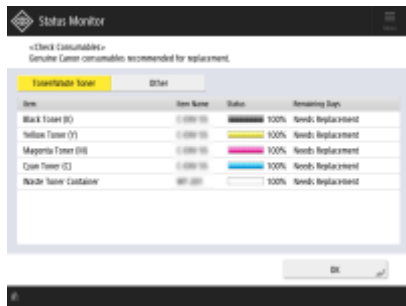 Status Monitor
<Check Consumables>
Genuine Canon consumables recommended for replacement.
Toner/Waste Toner Other
Item Item Name Status Remaining Days
Black Toner (K) 100% Needs Replacement
Yellow Toner (Y) 100% Needs Replacement
Magenta Toner (M) 100% Needs Replacement
Cyan Toner (C) 100% Needs Replacement
Waste Toner Container 100% Needs Replacement
OK